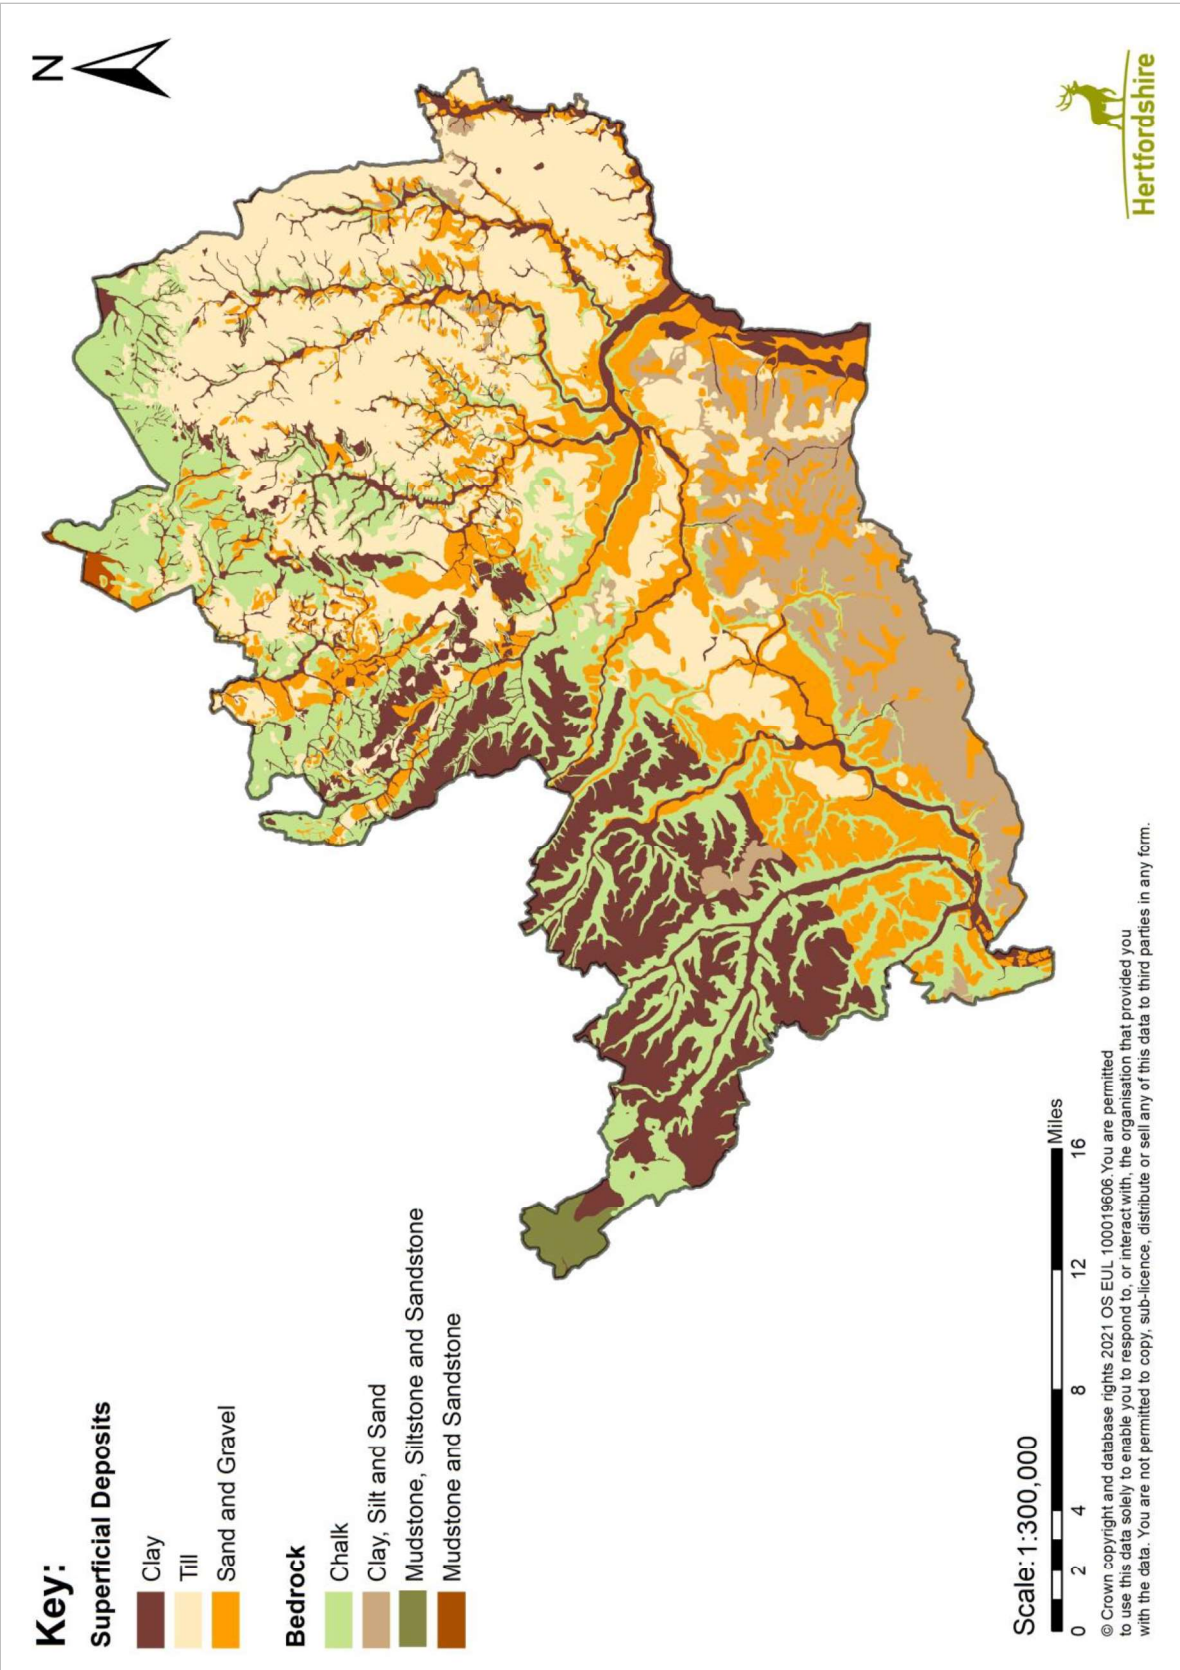 Key:
Superficial Deposits
Clay
Till
Sand and Gravel
Bedrock
Chalk
Clay, Silt and Sand
Mudstone, Siltstone and Sandstone
Mudstone and Sandstone
N
Scale: 1:300,000
0 2 4 8 12 16
Miles
© Crown copyright and database rights 2021 OS EUL 100019606.You are permitted
to use this data solely to enable you to respond to, or interact with, the organisation that provided you
with the data. You are not permitted to copy, sub-licence, distribute or sell any of this data to third parties in any form.
Hertfordshire